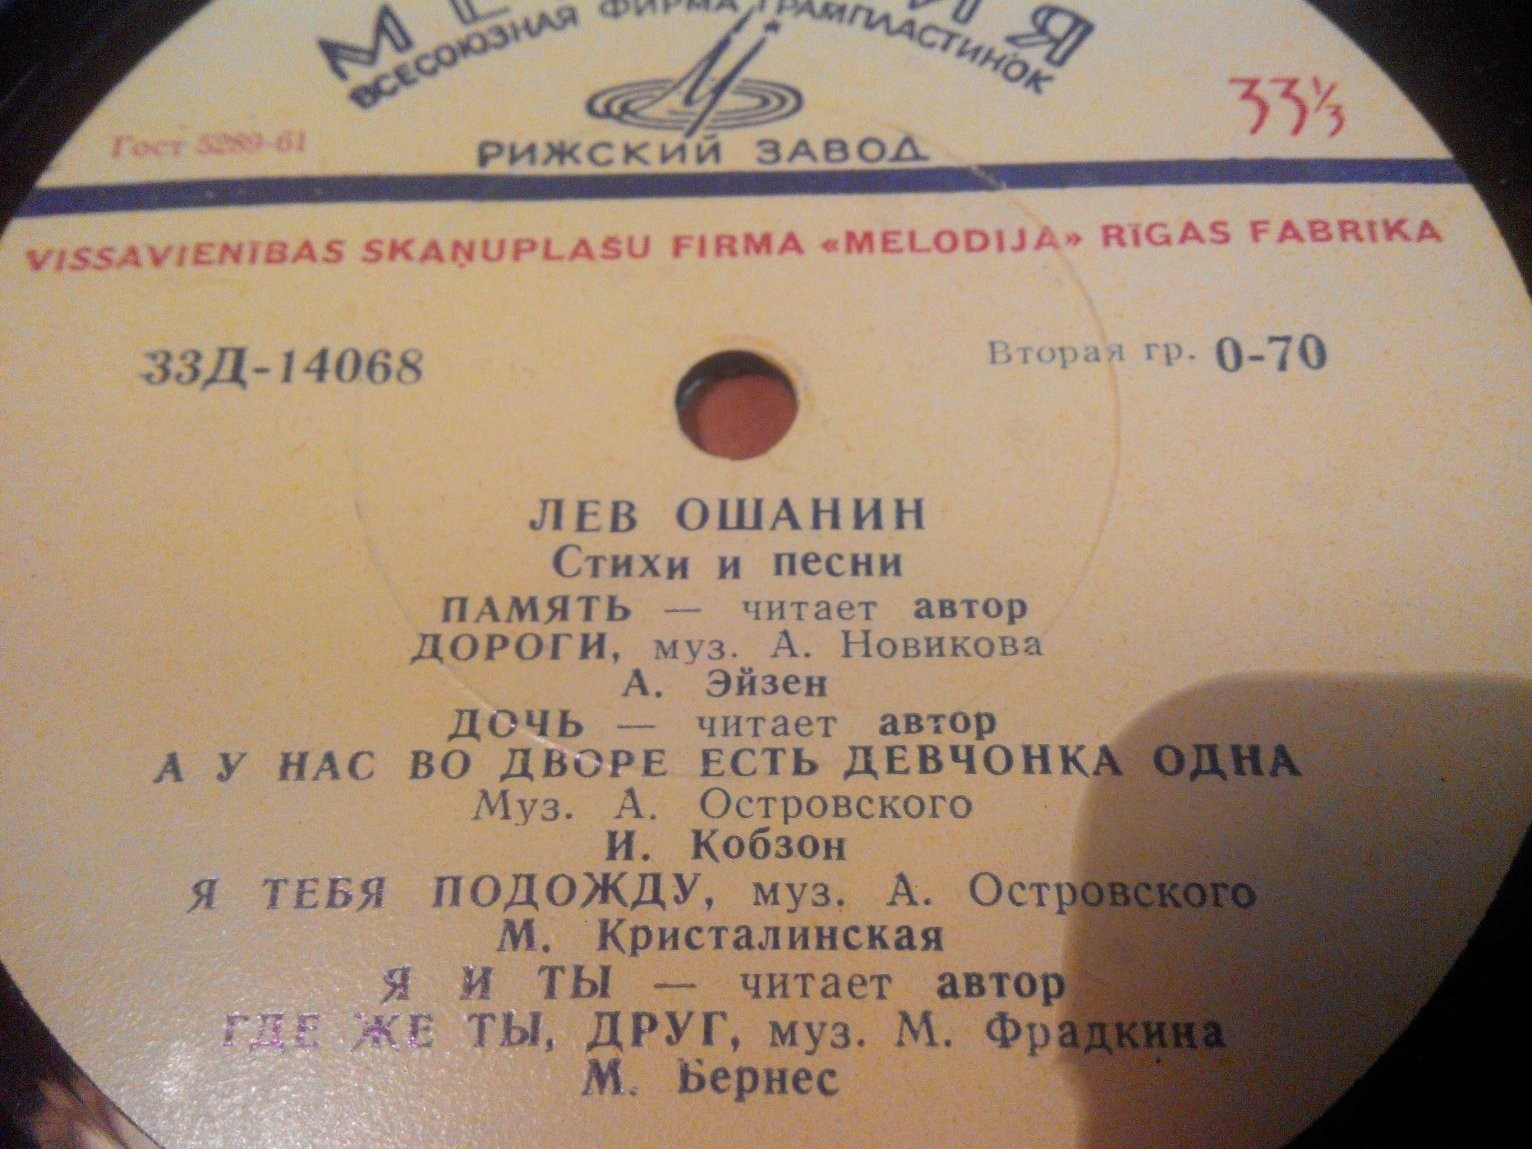 ВСЕСОЮЗНАЯ ФИРМА ГРАМПЛАСТИНОК
Гост 5289-61
33⅓
РИЖСКИЙ ЗАВОД
VISSAVIENĪBAS SKAŅUPLAŠU FIRMA «MELODIJA» RĪGAS FABRIKA
33Д-14068
Вторая гр. 0-70
ЛЕВ ОШАНИН
Стихи и песни
ПАМЯТЬ — читает автор
ДОРОГИ, муз. А. Новикова
А. Эйзен
ДОЧЬ — читает автор
А У НАС ВО ДВОРЕ ЕСТЬ ДЕВЧОНКА ОДНА
Муз. А. Островского
И. Кобзон
Я ТЕБЯ ПОДОЖДУ, муз. А. Островского
М. Кристалинская
Я И ТЫ — читает автор
ГДЕ ЖЕ ТЫ, ДРУГ, муз. М. Фрадкина
М. Бернес